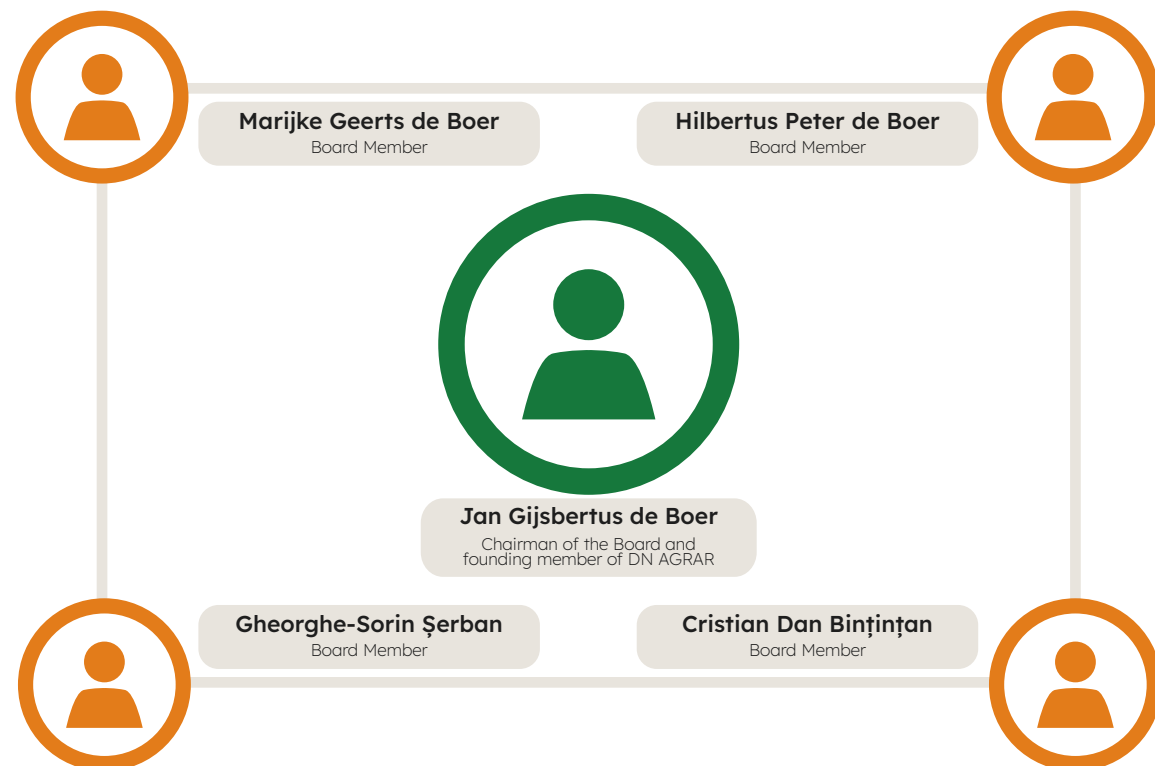 Marijke Geerts de Boer
Board Member
Hilbertus Peter de Boer
Board Member
Jan Gijsbertus de Boer
Chairman of the Board and
founding member of DN AGRAR
Gheorghe-Sorin Șerban
Board Member
Cristian Dan Bințințan
Board Member